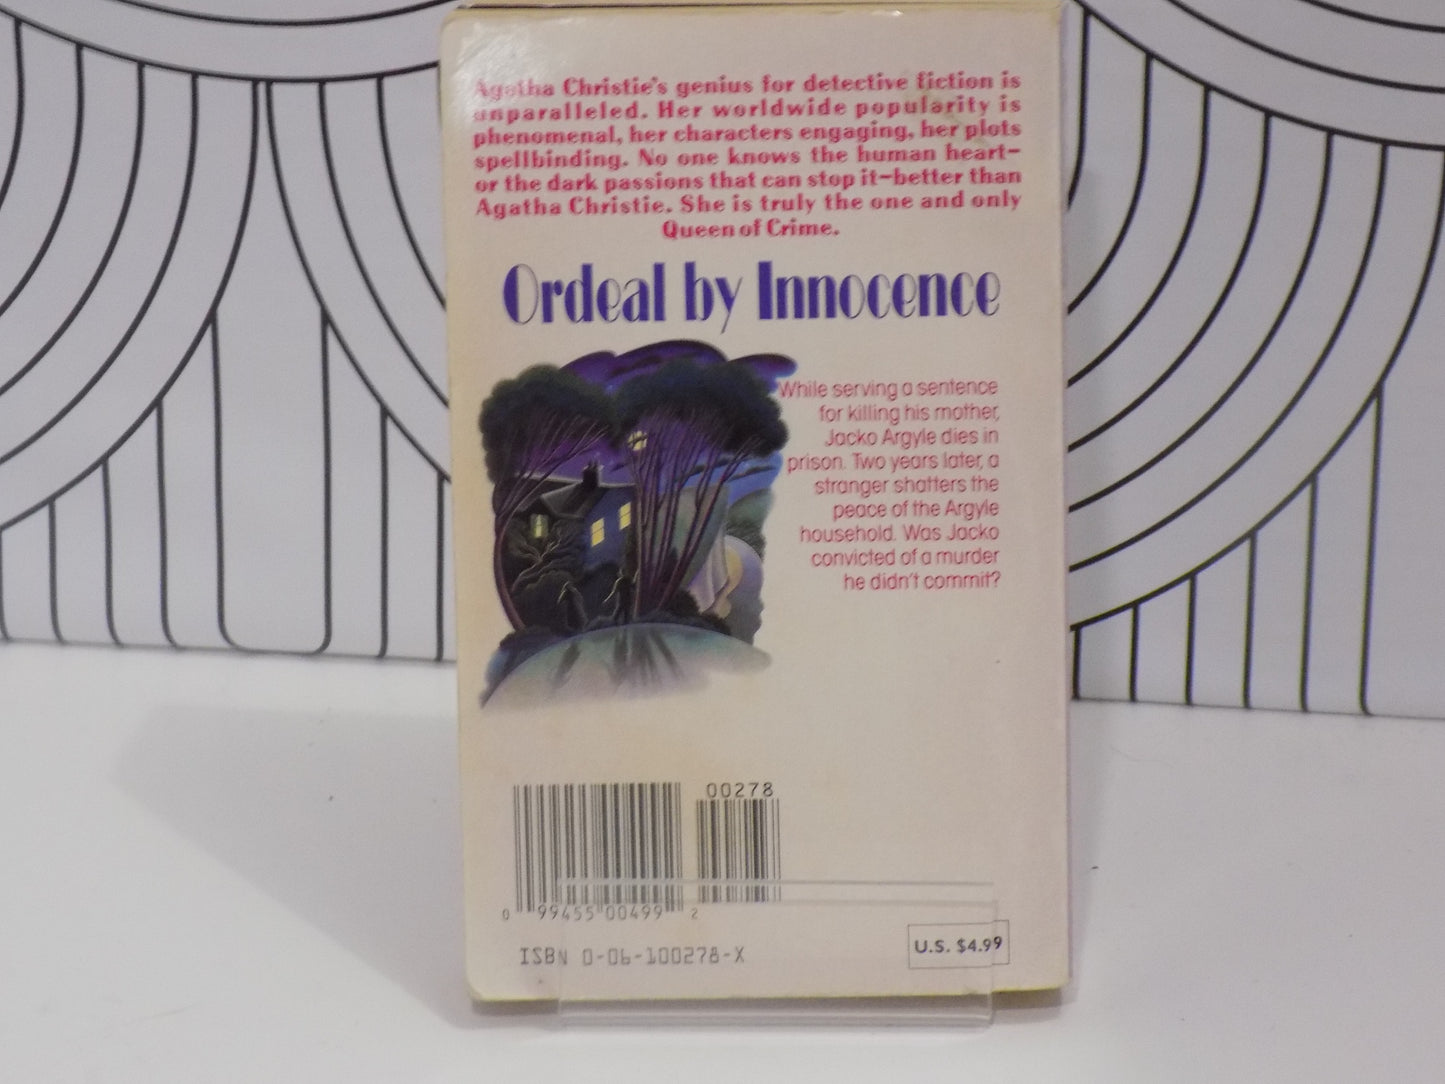 Agatha Christie's genius for detective fiction is
unparalleled. Her worldwide popularity is
phenomenal, her characters engaging, her plots
spellbinding. No one knows the human heart—
or the dark passions that can stop it—better than
Agatha Christie. She is truly the one and only
Queen of Crime.
Ordeal by Innocence
While serving a sentence
for killing his mother,
Jacko Argyle dies in
prison. Two years later, a
stranger shatters the
peace of the Argyle
household. Was Jacko
convicted of a murder
he didn't commit?
00278
0 99455 00499 2
ISBN 0-06-100278-X
U.S. $4.99